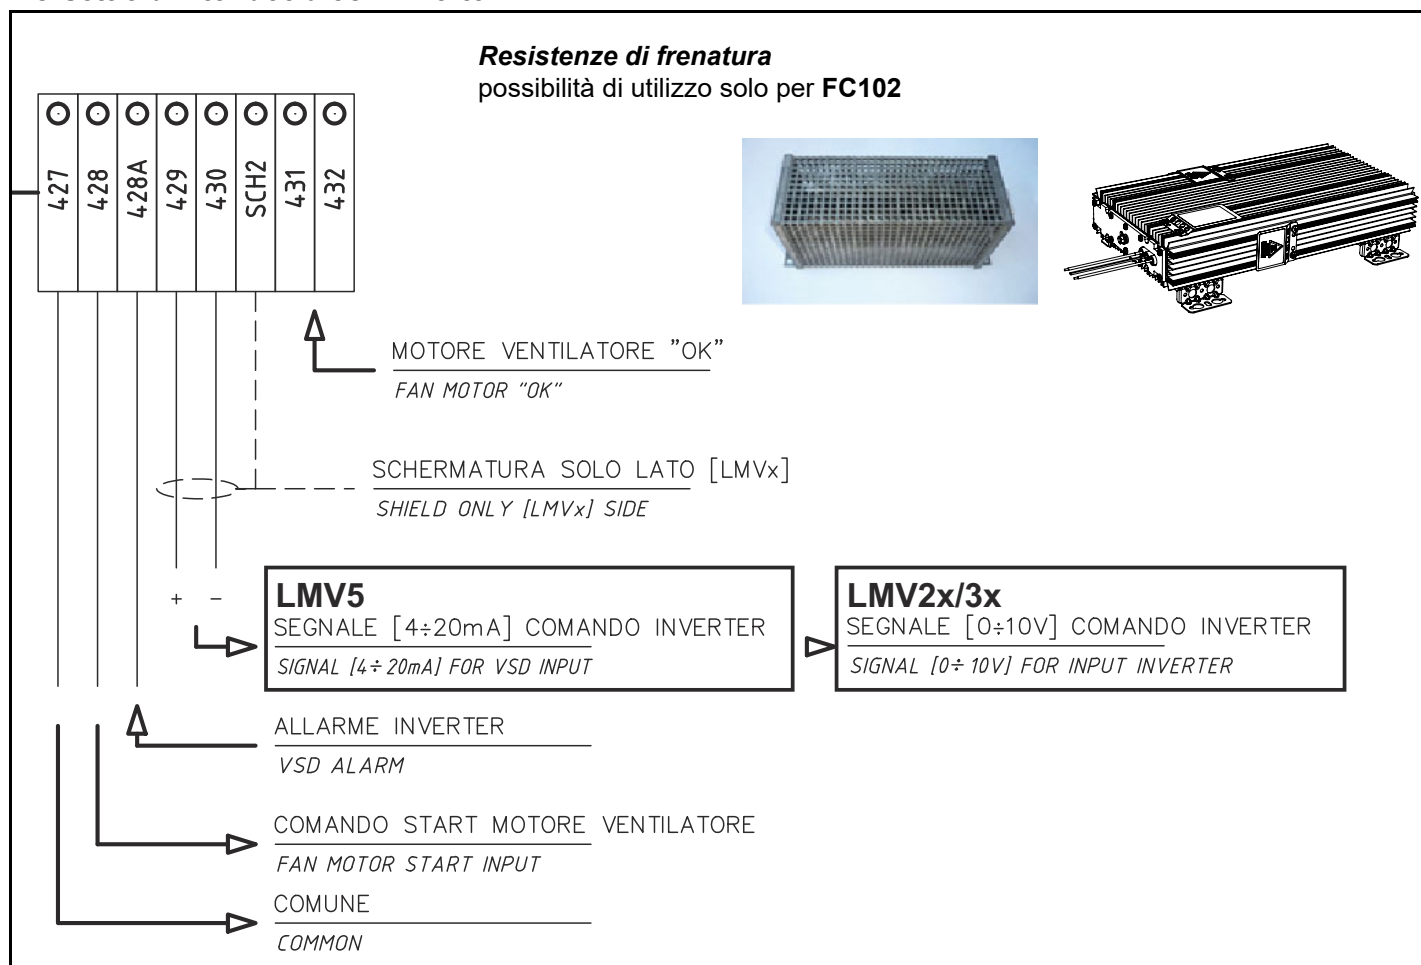 Resistenze di frenatura
possibilità di utilizzo solo per FC102
427
428
428A
429
430
SCH2
431
432
MOTORE VENTILATORE "OK"
FAN MOTOR "OK"
SCHERMATURA SOLO LATO [LMVx]
SHIELD ONLY [LMVx] SIDE
+ −
LMV5
SEGNALE [4÷20mA] COMANDO INVERTER
SIGNAL [4÷20mA] FOR VSD INPUT
LMV2x/3x
SEGNALE [0÷10V] COMANDO INVERTER
SIGNAL [0÷10V] FOR INPUT INVERTER
ALLARME INVERTER
VSD ALARM
COMANDO START MOTORE VENTILATORE
FAN MOTOR START INPUT
COMUNE
COMMON